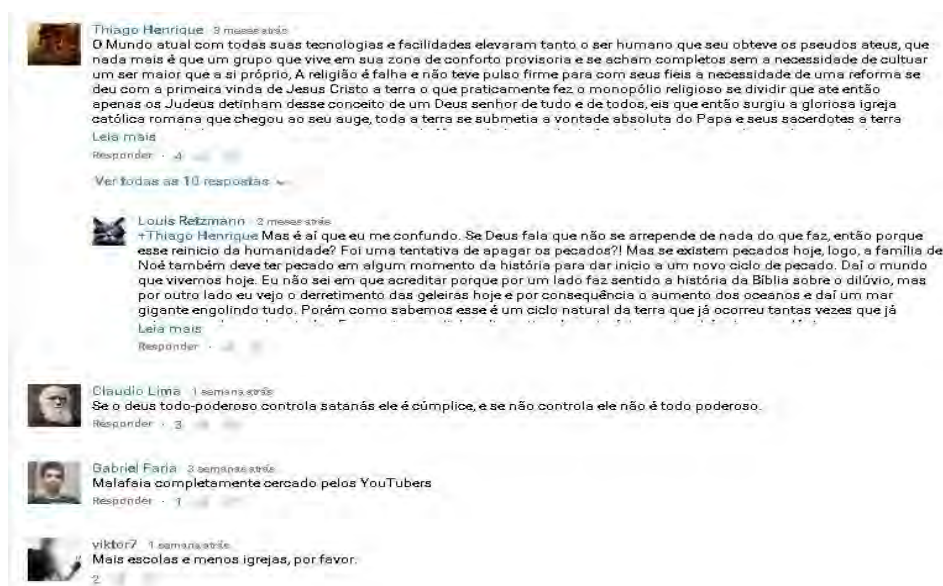 Thiago Henrique 3 meses atrás
O Mundo atual com todas suas tecnologias e facilidades elevaram tanto o ser humano que seu obteve os pseudos ateus, que
nada mais é que um grupo que vive em sua zona de conforto provisoria e se acham completos sem a necessidade de cultuar
um ser maior que a si próprio, A religião é falha e não teve pulso firme para com seus fieis a necessidade de uma reforma se
deu com a primeira vinda de Jesus Cristo a terra o que praticamente fez o monopólio religioso se dividir que até então
apenas os Judeus detinham desse conceito de um Deus senhor de tudo e de todos, eis que então surgiu a gloriosa igreja
católica romana que chegou ao seu auge, toda a terra se submetia a vontade absoluta do Papa e seus sacerdotes a terra
Leia mais
Responder · 4
Ver todas as 10 respostas
Louis Retzmann 2 meses atrás
+Thiago Henrique Mas é aí que eu me confundo. Se Deus fala que não se arrepende de nada do que faz, então porque
esse reinicio da humanidade? Foi uma tentativa de apagar os pecados?! Mas se existem pecados hoje, logo, a família de
Noé também deve ter pecado em algum momento da história para dar inicio a um novo ciclo de pecado. Daí o mundo
que vivemos hoje. Eu não sei em que acreditar porque por um lado faz sentido a história da Bíblia sobre o dilúvio, mas
por outro lado eu vejo o derretimento das geleiras hoje e por consequência o aumento dos oceanos e daí um mar
gigante engolindo tudo. Porém como sabemos esse é um ciclo natural da terra que já ocorreu tantas vezes que já
Leia mais
Responder ·
Claudio Lima 1 semana atrás
Se o deus todo-poderoso controla satanás ele é cúmplice, e se não controla ele não é todo poderoso.
Responder · 3
Gabriel Faria 3 semanas atrás
Malafaia completamente cercado pelos YouTubers
Responder · 1
viktor7 1 semana atrás
Mais escolas e menos igrejas, por favor.
2